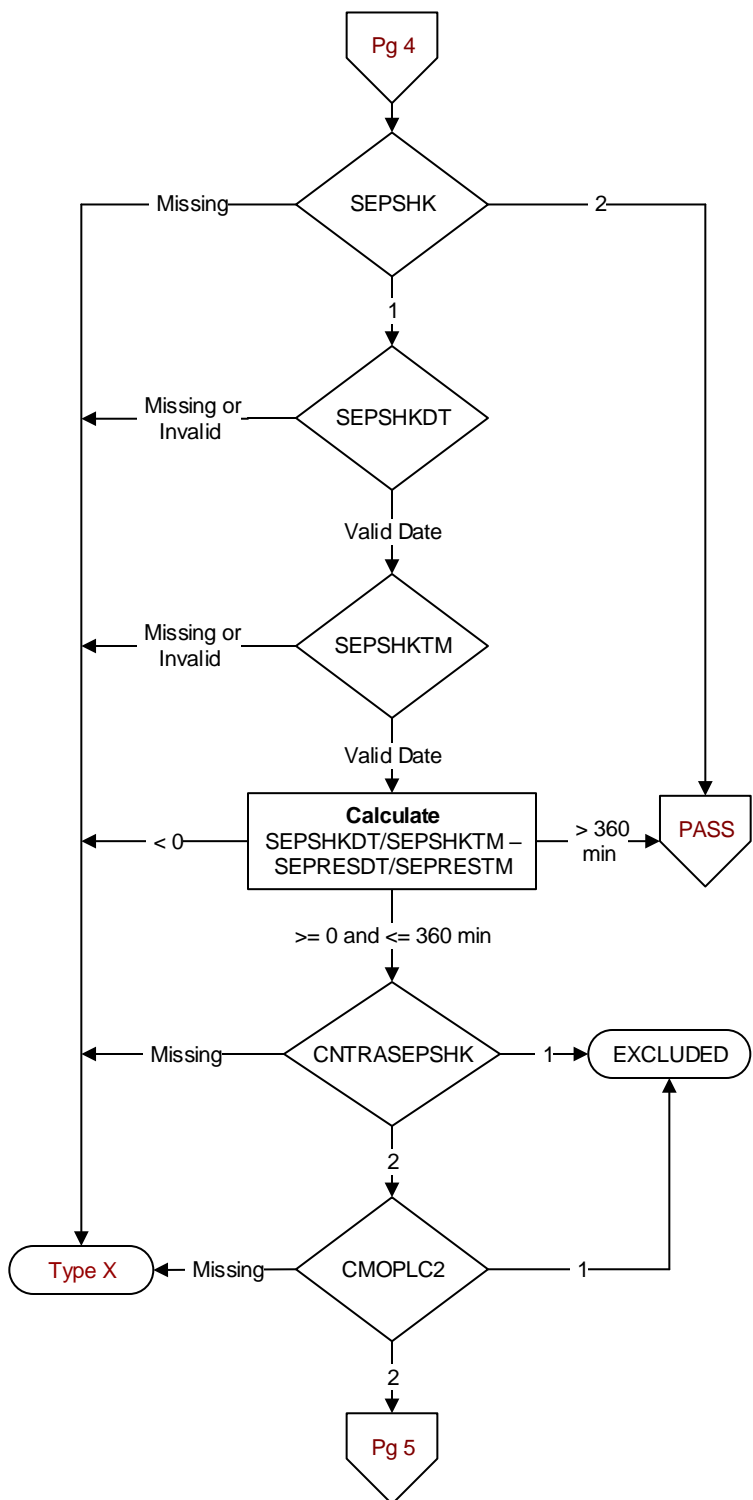 Pg 4
SEPSHK
Missing
2
1
SEPSHKDT
Missing or
Invalid
Valid Date
SEPSHKTM
Missing or
Invalid
Valid Date
Calculate
SEPSHKDT/SEPSHKTM –
SEPRESDT/SEPRESTM
< 0
> 360
min
PASS
>= 0 and <= 360 min
CNTRASEPSHK
Missing
1
EXCLUDED
2
CMOPLC2
Type X
Missing
1
2
Pg 5